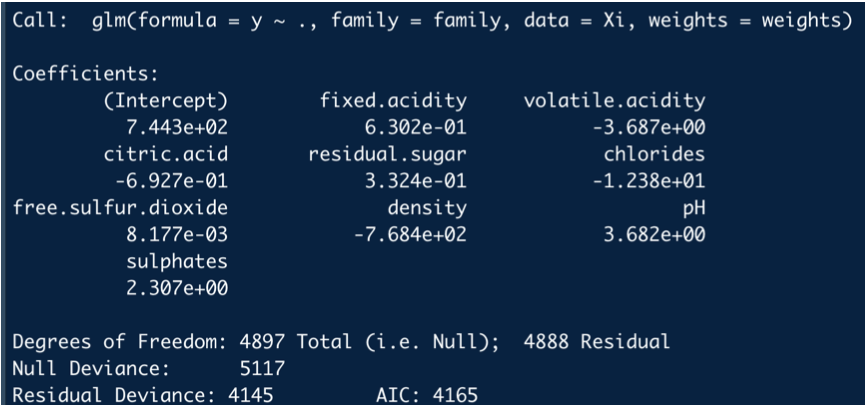 Call:  glm(formula = y ~ ., family = family, data = Xi, weights = weights)
Coefficients:
(Intercept) fixed.acidity volatile.acidity
7.443e+02 6.302e-01 -3.687e+00
citric.acid residual.sugar chlorides
-6.927e-01 3.324e-01 -1.238e+01
free.sulfur.dioxide density pH
8.177e-03 -7.684e+02 3.682e+00
sulphates
2.307e+00
Degrees of Freedom: 4897 Total (i.e. Null);  4888 Residual
Null Deviance: 5117
Residual Deviance: 4145 AIC: 4165